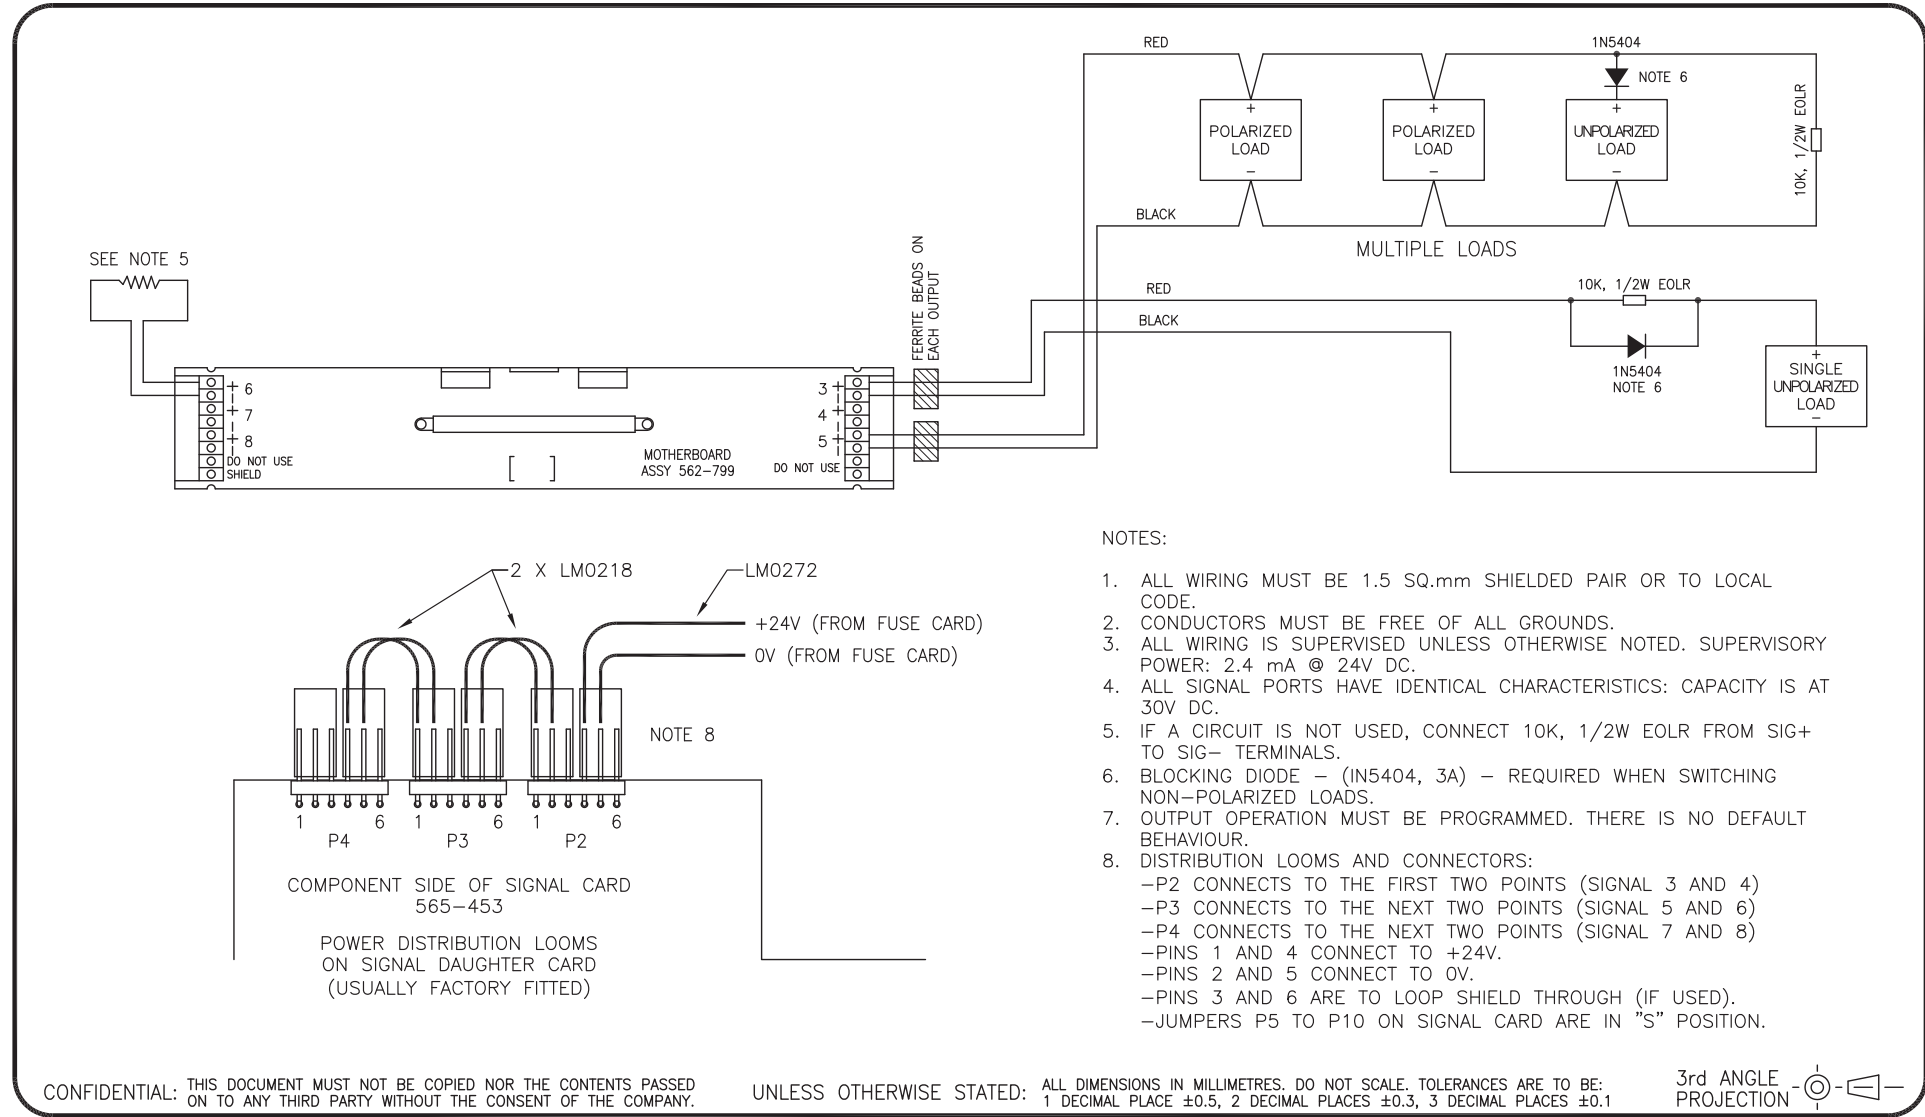 RED
1N5404
NOTE 6
+
+
+
POLARIZED
LOAD
POLARIZED
LOAD
UNPOLARIZED
LOAD
−
−
−
10K, 1/2W EOLR
BLACK
MULTIPLE LOADS
SEE NOTE 5
FERRITE BEADS ON
EACH OUTPUT
RED
10K, 1/2W EOLR
BLACK
1N5404
NOTE 6
+
SINGLE
UNPOLARIZED
LOAD
−
+ 6
−
+ 7
−
+ 8
−
DO NOT USE
SHIELD
MOTHERBOARD
ASSY 562−799
3 +
−
4 +
−
5 +
−
DO NOT USE
2 X LM0218
LM0272
+24V (FROM FUSE CARD)
0V (FROM FUSE CARD)
NOTE 8
1 6 1 6 1 6
P4 P3 P2
COMPONENT SIDE OF SIGNAL CARD
565−453
POWER DISTRIBUTION LOOMS
ON SIGNAL DAUGHTER CARD
(USUALLY FACTORY FITTED)
NOTES:
1. ALL WIRING MUST BE 1.5 SQ.mm SHIELDED PAIR OR TO LOCAL
CODE.
2. CONDUCTORS MUST BE FREE OF ALL GROUNDS.
3. ALL WIRING IS SUPERVISED UNLESS OTHERWISE NOTED. SUPERVISORY
POWER: 2.4 mA @ 24V DC.
4. ALL SIGNAL PORTS HAVE IDENTICAL CHARACTERISTICS: CAPACITY IS AT
30V DC.
5. IF A CIRCUIT IS NOT USED, CONNECT 10K, 1/2W EOLR FROM SIG+
TO SIG− TERMINALS.
6. BLOCKING DIODE − (IN5404, 3A) − REQUIRED WHEN SWITCHING
NON−POLARIZED LOADS.
7. OUTPUT OPERATION MUST BE PROGRAMMED. THERE IS NO DEFAULT
BEHAVIOUR.
8. DISTRIBUTION LOOMS AND CONNECTORS:
−P2 CONNECTS TO THE FIRST TWO POINTS (SIGNAL 3 AND 4)
−P3 CONNECTS TO THE NEXT TWO POINTS (SIGNAL 5 AND 6)
−P4 CONNECTS TO THE NEXT TWO POINTS (SIGNAL 7 AND 8)
−PINS 1 AND 4 CONNECT TO +24V.
−PINS 2 AND 5 CONNECT TO 0V.
−PINS 3 AND 6 ARE TO LOOP SHIELD THROUGH (IF USED).
−JUMPERS P5 TO P10 ON SIGNAL CARD ARE IN "S" POSITION.
CONFIDENTIAL: THIS DOCUMENT MUST NOT BE COPIED NOR THE CONTENTS PASSED
ON TO ANY THIRD PARTY WITHOUT THE CONSENT OF THE COMPANY.
UNLESS OTHERWISE STATED: ALL DIMENSIONS IN MILLIMETRES. DO NOT SCALE. TOLERANCES ARE TO BE:
1 DECIMAL PLACE ±0.5, 2 DECIMAL PLACES ±0.3, 3 DECIMAL PLACES ±0.1
3rd ANGLE
PROJECTION